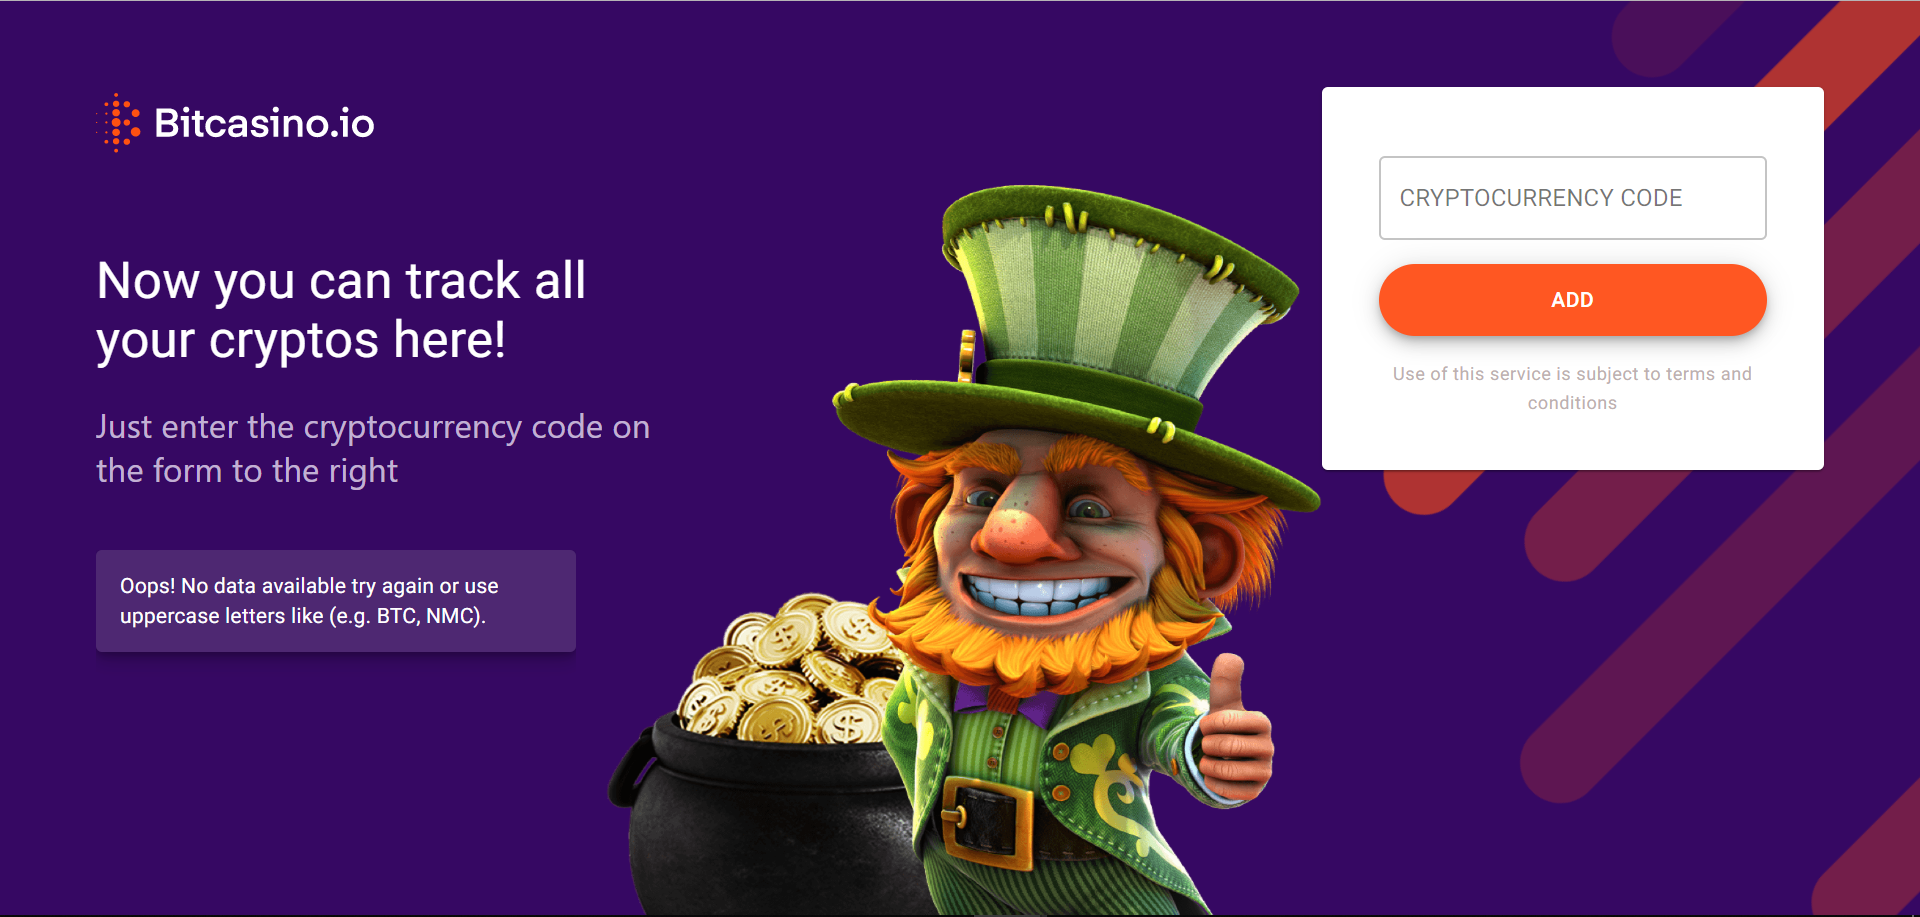 Bitcasino.io
Now you can track all
your cryptos here!
Just enter the cryptocurrency code on
the form to the right
Oops! No data available try again or use
uppercase letters like (e.g. BTC, NMC).
CRYPTOCURRENCY CODE
ADD
Use of this service is subject to terms and
conditions